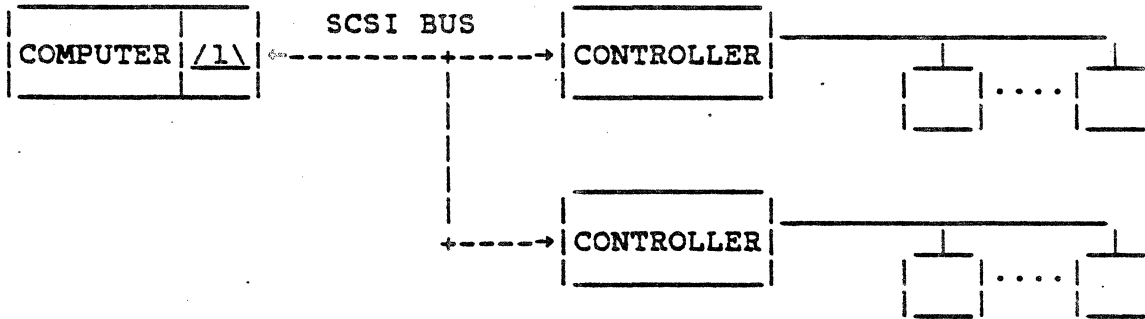 SCSI BUS
COMPUTER /1\ CONTROLLER
CONTROLLER